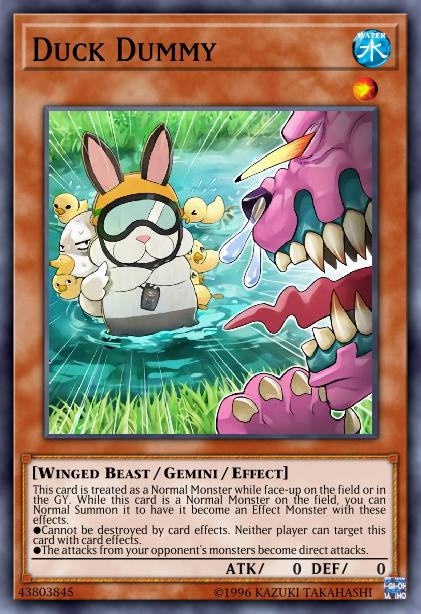 DUCK DUMMY
WATER
水
[WINGED BEAST / GEMINI / EFFECT]
This card is treated as a Normal Monster while face-up on the field or in
the GY. While this card is a Normal Monster on the field, you can
Normal Summon it to have it become an Effect Monster with these
effects.
●Cannot be destroyed by card effects. Neither player can target
this card with card effects.
●The attacks from your opponent's monsters become direct attacks.
ATK/ 0 DEF/ 0
43803845 ©1996 KAZUKI TAKAHASHI